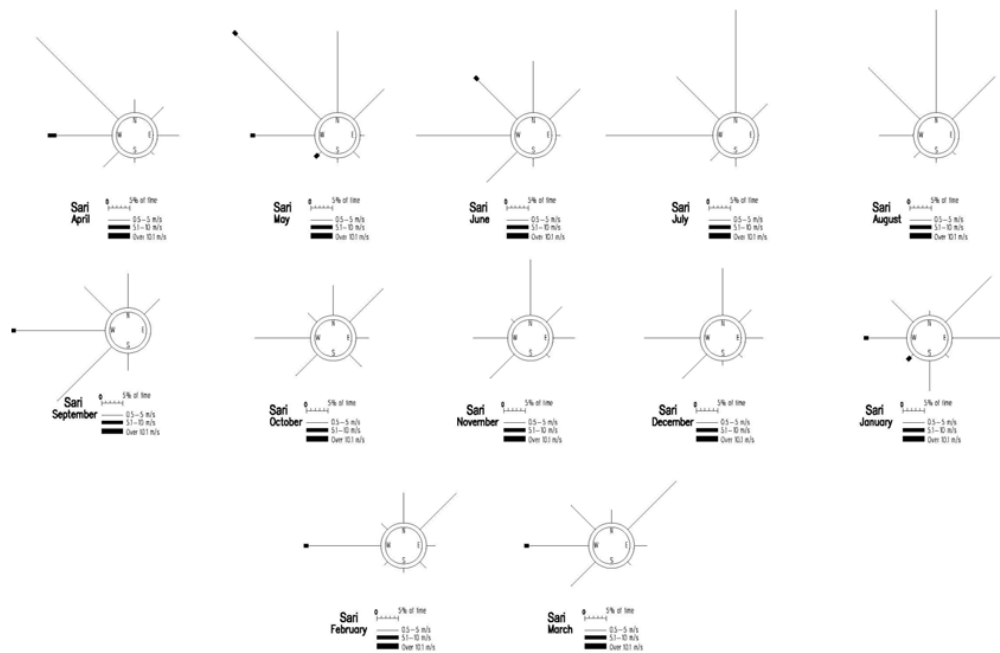 N
W E
S
Sari
April
0 5% of time
0.5-5 m/s
5.1-10 m/s
Over 10.1 m/s
N
W E
S
Sari
May
0 5% of time
0.5-5 m/s
5.1-10 m/s
Over 10.1 m/s
N
W E
S
Sari
June
0 5% of time
0.5-5 m/s
5.1-10 m/s
Over 10.1 m/s
N
W E
S
Sari
July
0 5% of time
0.5-5 m/s
5.1-10 m/s
Over 10.1 m/s
N
W E
S
Sari
August
0 5% of time
0.5-5 m/s
5.1-10 m/s
Over 10.1 m/s
N
W E
S
Sari
September
0 5% of time
0.5-5 m/s
5.1-10 m/s
Over 10.1 m/s
N
W E
S
Sari
October
0 5% of time
0.5-5 m/s
5.1-10 m/s
Over 10.1 m/s
N
W E
S
Sari
November
0 5% of time
0.5-5 m/s
5.1-10 m/s
Over 10.1 m/s
N
W E
S
Sari
December
0 5% of time
0.5-5 m/s
5.1-10 m/s
Over 10.1 m/s
N
W E
S
Sari
January
0 5% of time
0.5-5 m/s
5.1-10 m/s
Over 10.1 m/s
N
W E
S
Sari
February
0 5% of time
0.5-5 m/s
5.1-10 m/s
Over 10.1 m/s
N
W E
S
Sari
March
0 5% of time
0.5-5 m/s
5.1-10 m/s
Over 10.1 m/s